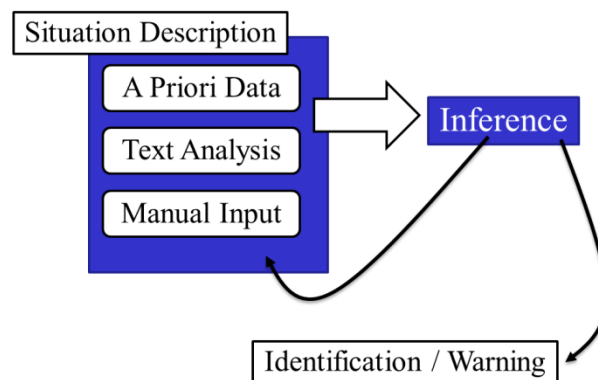 Situation Description
A Priori Data
Text Analysis
Manual Input
Inference
Identification / Warning